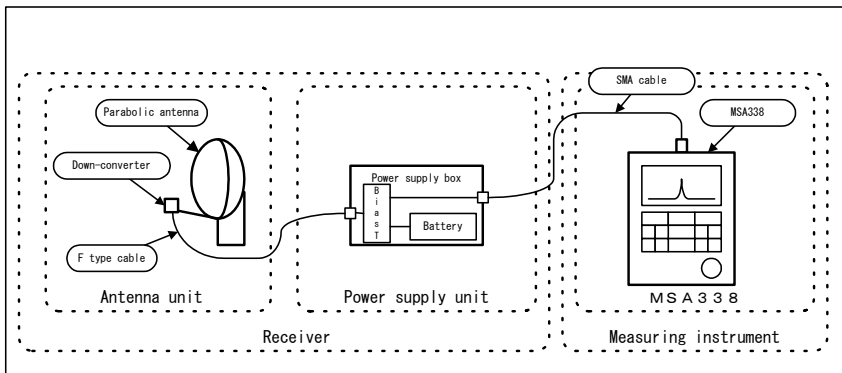 SMA cable
Parabolic antenna
MSA338
Down-converter
Power supply box
Bias T
Battery
F type cable
Antenna unit
Power supply unit
MSA338
Receiver
Measuring instrument